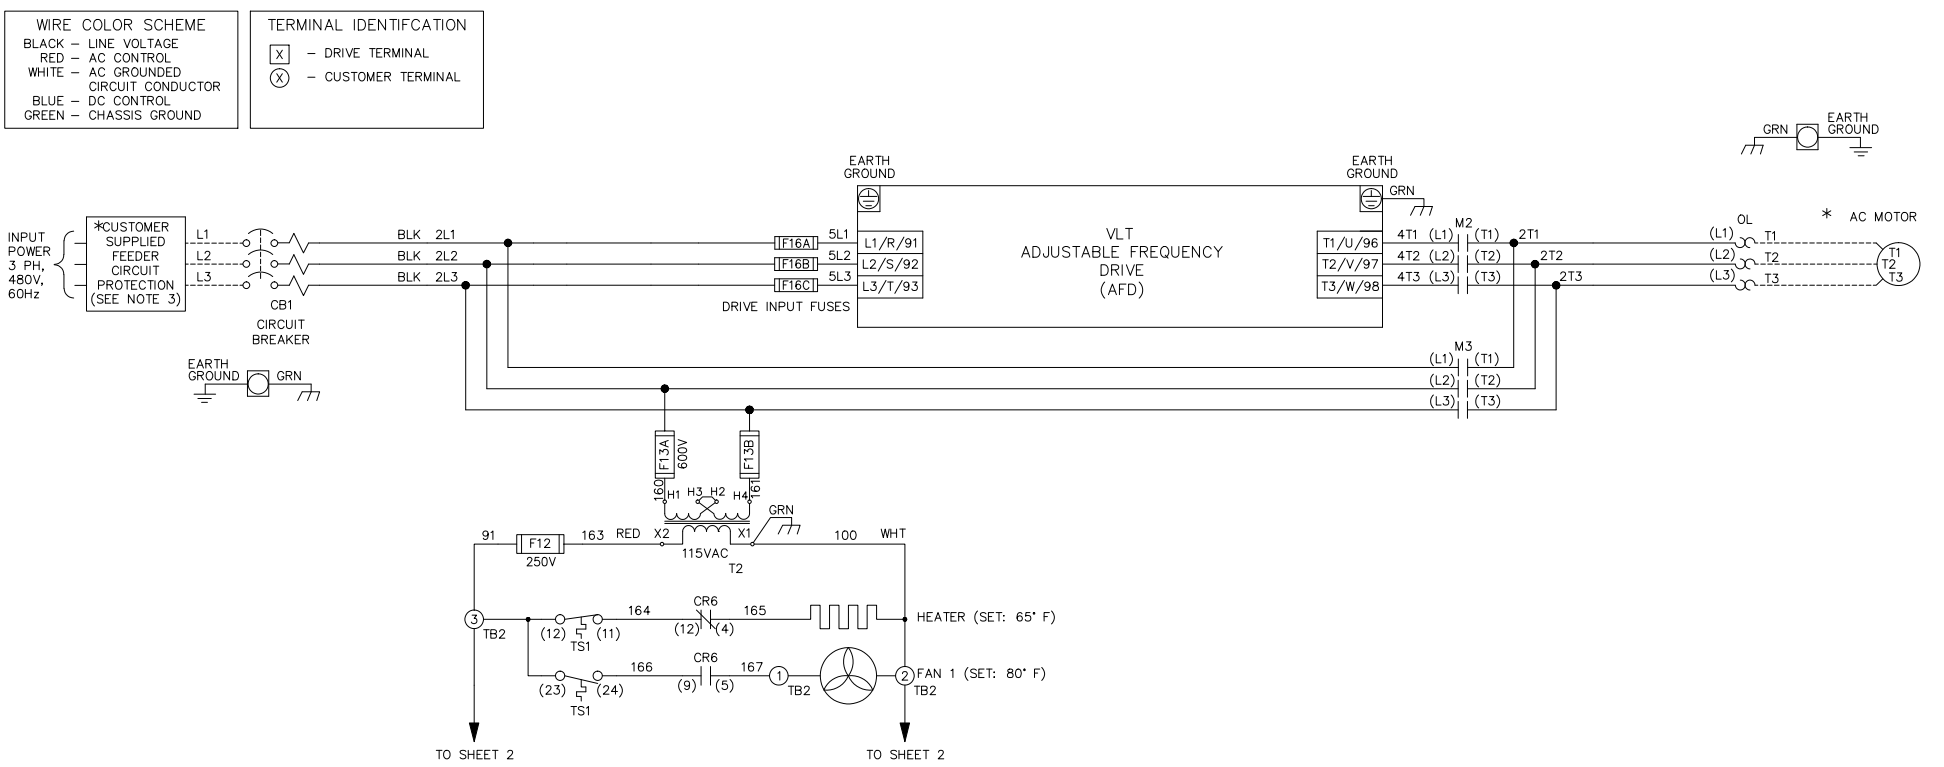 WIRE COLOR SCHEME
BLACK – LINE VOLTAGE
RED – AC CONTROL
WHITE – AC GROUNDED
CIRCUIT CONDUCTOR
BLUE – DC CONTROL
GREEN – CHASSIS GROUND
TERMINAL IDENTIFCATION
X – DRIVE TERMINAL
X – CUSTOMER TERMINAL
EARTH
GROUND
GRN
EARTH
GROUND
EARTH
GROUND
GRN
INPUT
POWER
3 PH,
480V,
60Hz
*CUSTOMER
SUPPLIED
FEEDER
CIRCUIT
PROTECTION
(SEE NOTE 3)
L1
L2
L3
CB1
CIRCUIT
BREAKER
BLK 2L1
BLK 2L2
BLK 2L3
F16A 5L1
F16B 5L2
F16C 5L3
DRIVE INPUT FUSES
L1/R/91
L2/S/92
L3/T/93
VLT
ADJUSTABLE FREQUENCY
DRIVE
(AFD)
T1/U/96
T2/V/97
T3/W/98
M2
4T1 (L1) (T1) 2T1
4T2 (L2) (T2) 2T2
4T3 (L3) (T3) 2T3
OL
(L1) T1
(L2) T2
(L3) T3
* AC MOTOR
T1
T2
T3
M3
(L1) (T1)
(L2) (T2)
(L3) (T3)
EARTH
GROUND GRN
F13A
600V
F13B
160
161
H1 H3 H2 H4
GRN
91 F12 163 RED X2 X1 100 WHT
250V
115VAC
T2
3
TB2
(12) (11)
TS1
164
CR6
(12) (4)
165
HEATER (SET: 65° F)
(23) (24)
TS1
166
CR6
(9) (5)
167
1
TB2
2
TB2
FAN 1 (SET: 80° F)
TO SHEET 2
TO SHEET 2